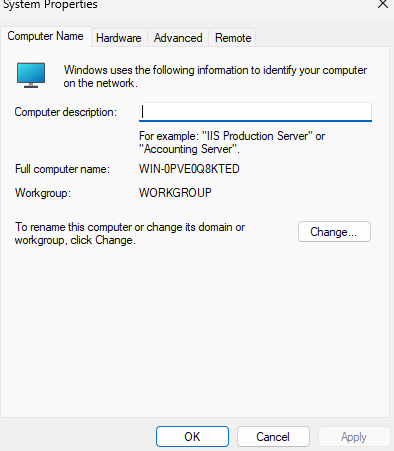 System Properties
Computer Name Hardware Advanced Remote
Windows uses the following information to identify your computer
on the network.
Computer description:
For example: "IIS Production Server" or
"Accounting Server".
Full computer name: WIN-0PVE0Q8KTED
Workgroup: WORKGROUP
To rename this computer or change its domain or
workgroup, click Change.
Change...
OK Cancel Apply